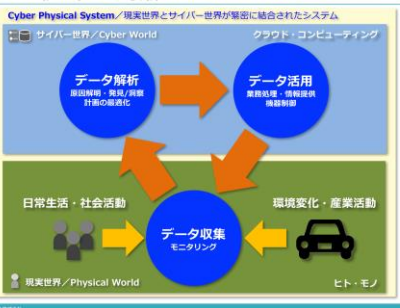 Cyber Physical System/現実世界とサイバー世界が緊密に結合されたシステム
サイバー世界/Cyber World
クラウド・コンピューティング
データ解析
原因解明・発見/洞察
計画の最適化
データ活用
業務処理・情報提供
機器制御
日常生活・社会活動
環境変化・産業活動
データ収集
モニタリング
現実世界/Physical World
ヒト・モノ